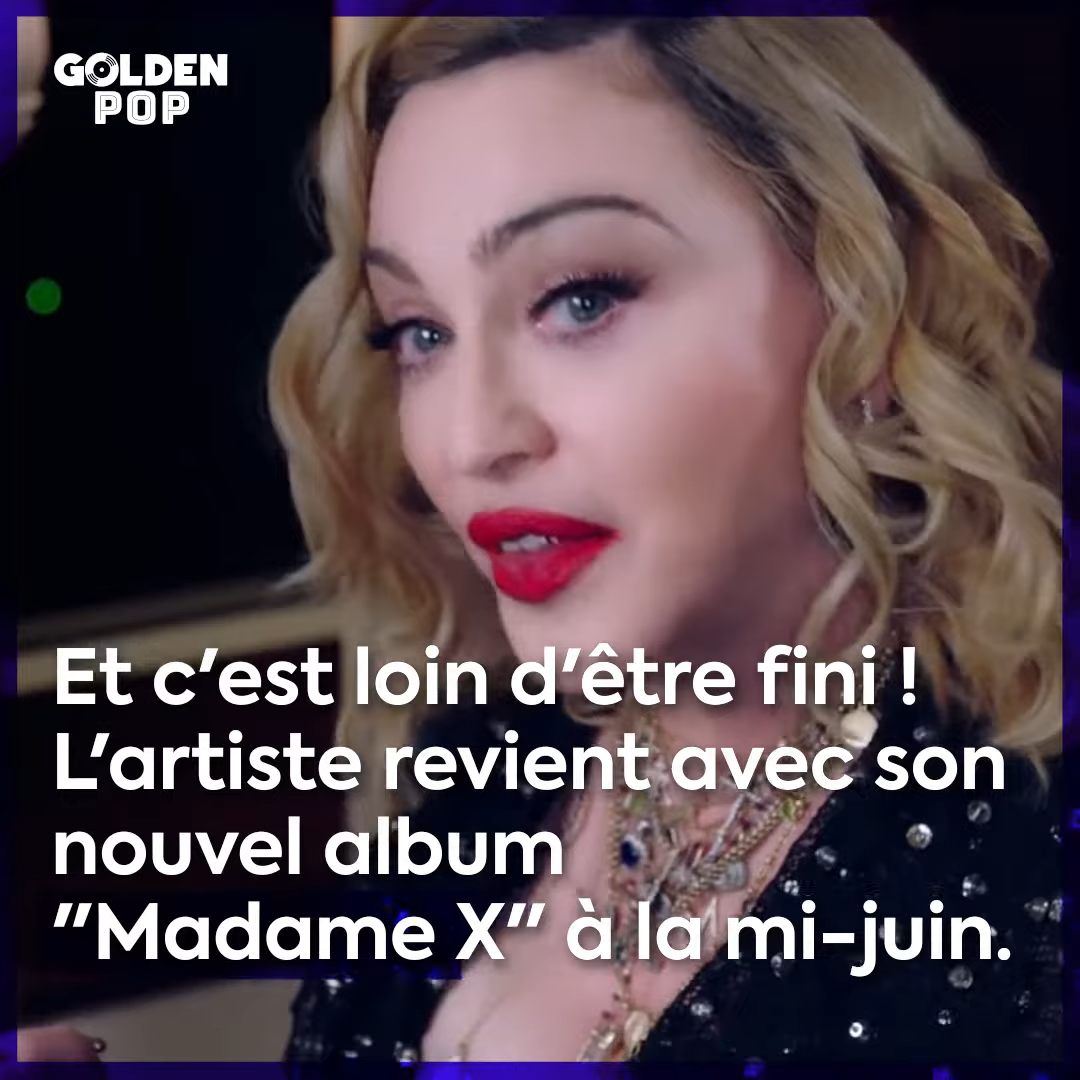 GOLDEN
POP
Et c’est loin d’être fini !
L’artiste revient avec son
nouvel album
”Madame X” à la mi-juin.